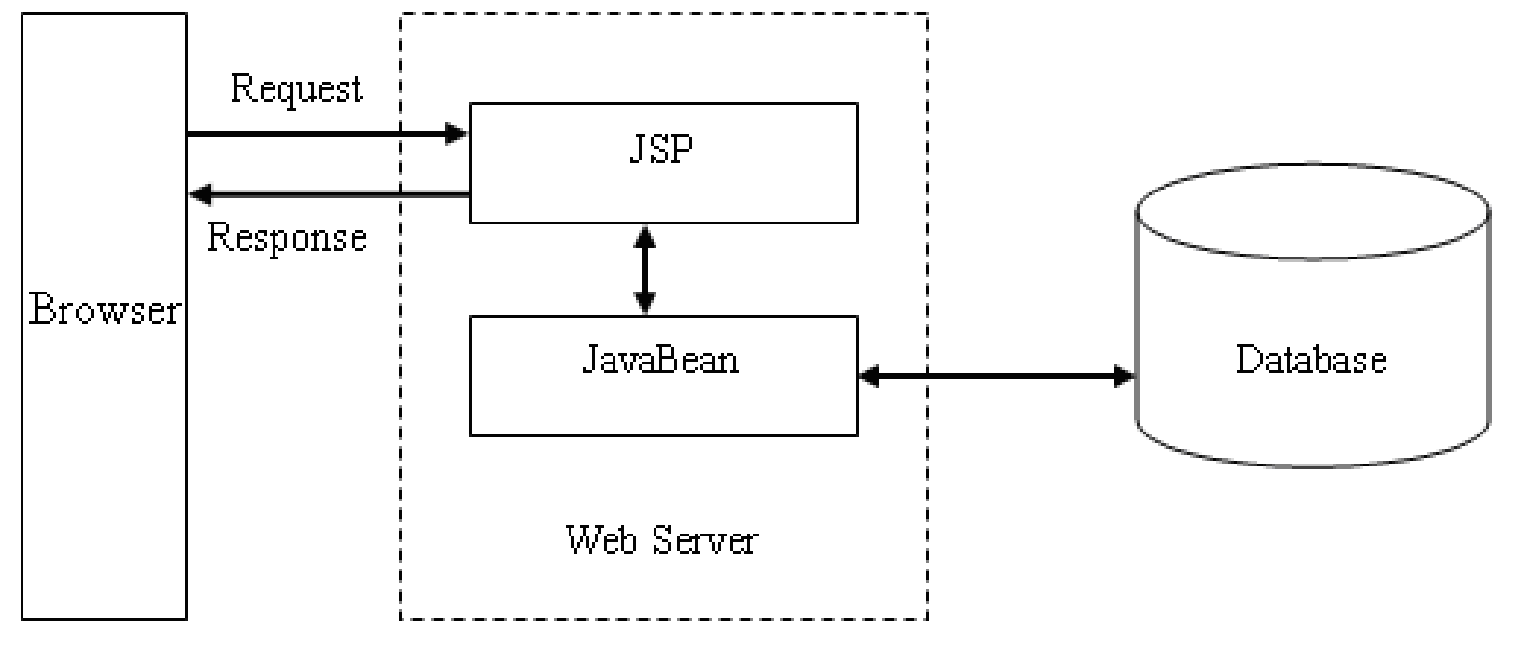 Request
JSP
Response
Browser
JavaBean
Database
Web Server